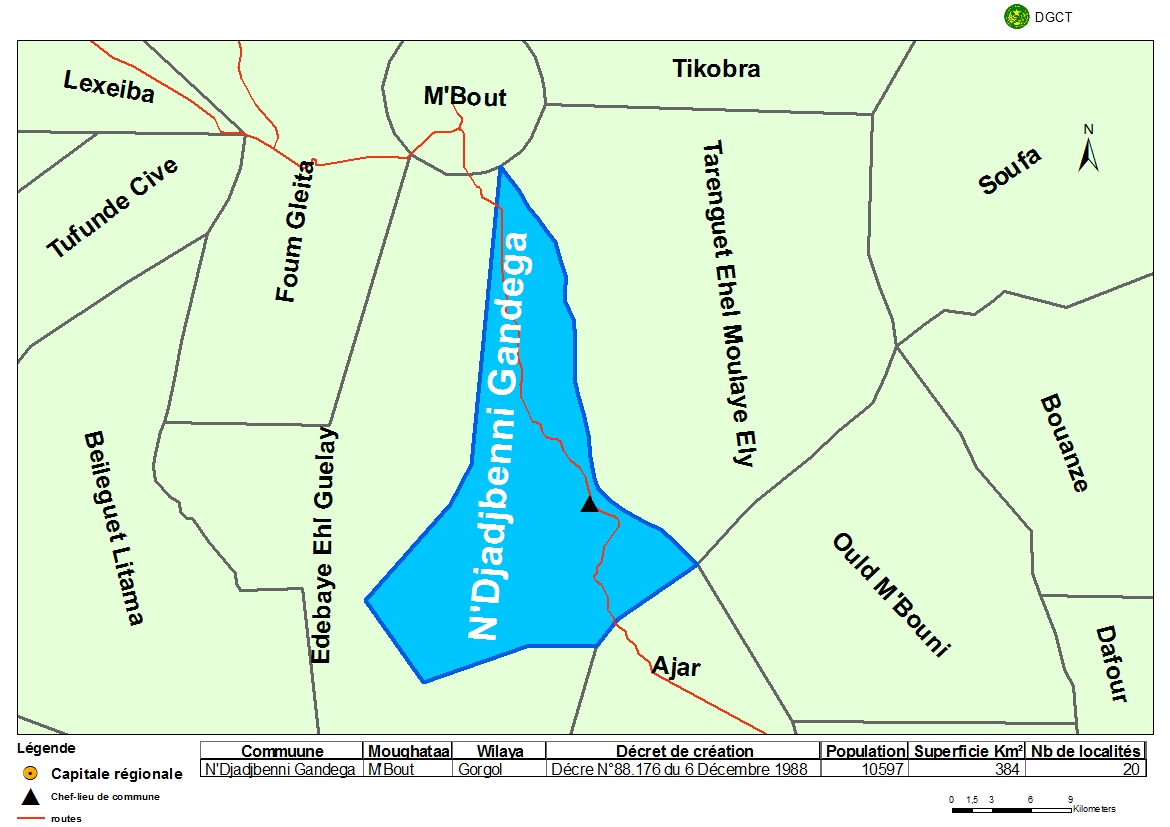 DGCT
Lexeiba
M'Bout
Tikobra
N
Tufunde Cive
Foum Gleita
Tarenguet Ehel Moulaye Ely
Soufa
N'Djadjbenni Gandega
Beileguet Litama
Edebaye Ehl Guelay
Bouanze
Ould M'Bouni
Dafour
Ajar
Légende
Capitale régionale
Chef-lieu de commune
routes
Commuune Moughataa Wilaya Décret de création Population Superficie Km² Nb de localités
N'Djadjbenni Gandega M'Bout Gorgol Décre N°88.176 du 6 Décembre 1988 10597 384 20
0 1,5 3 6 9
Kilometers